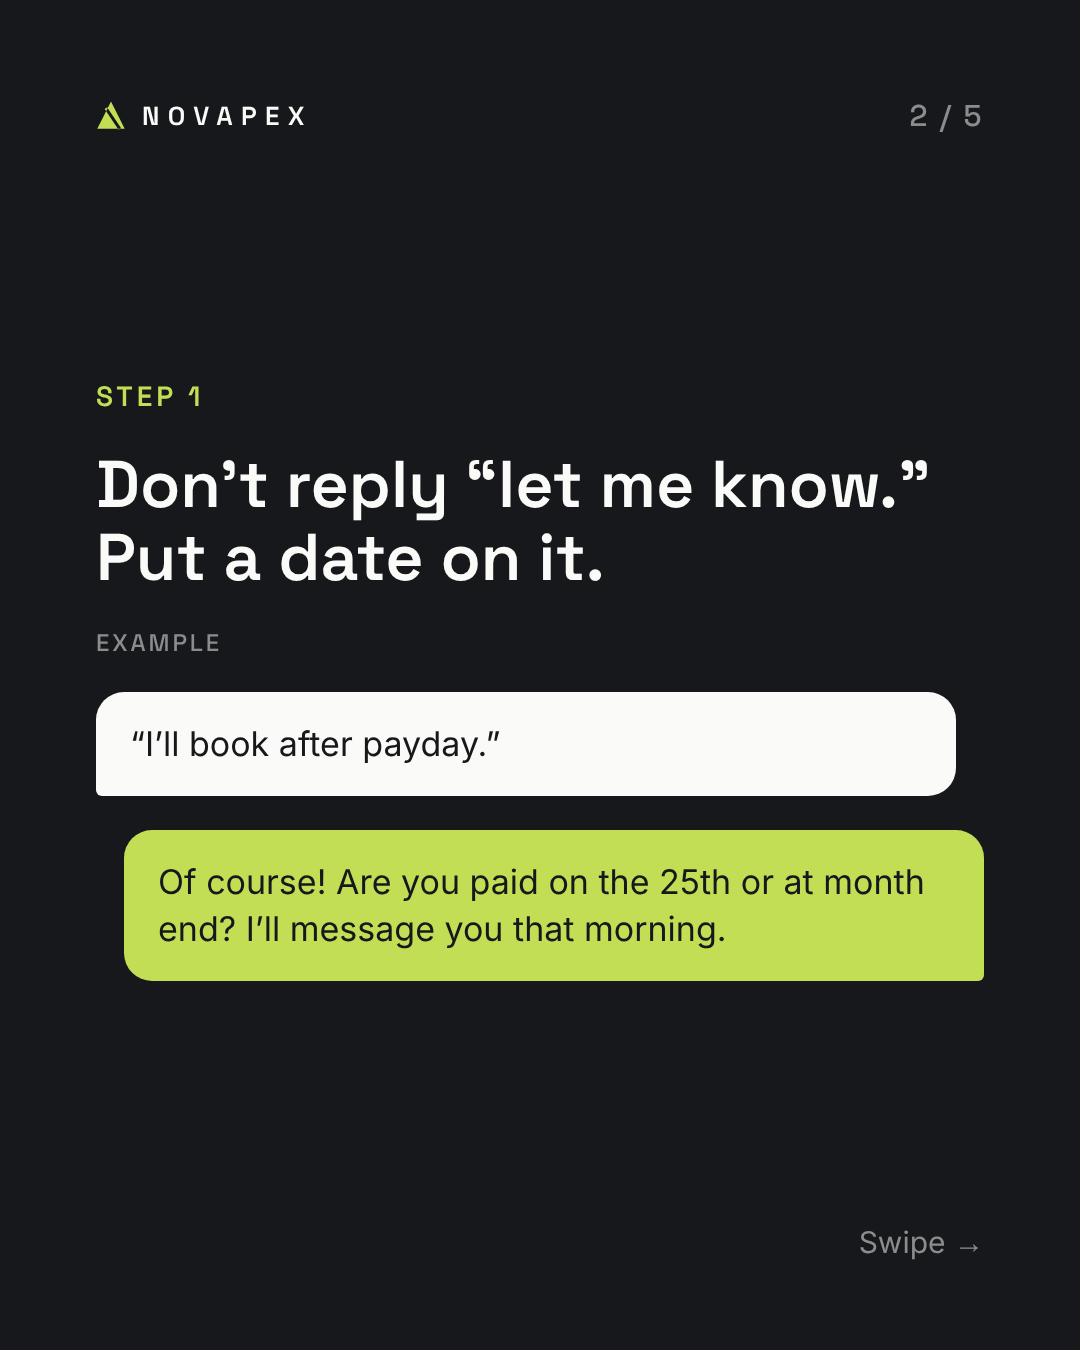 NOVAPEX
2 / 5
STEP 1
Don’t reply “let me know.”
Put a date on it.
EXAMPLE
“I’ll book after payday.”
Of course! Are you paid on the 25th or at month
end? I’ll message you that morning.
Swipe →